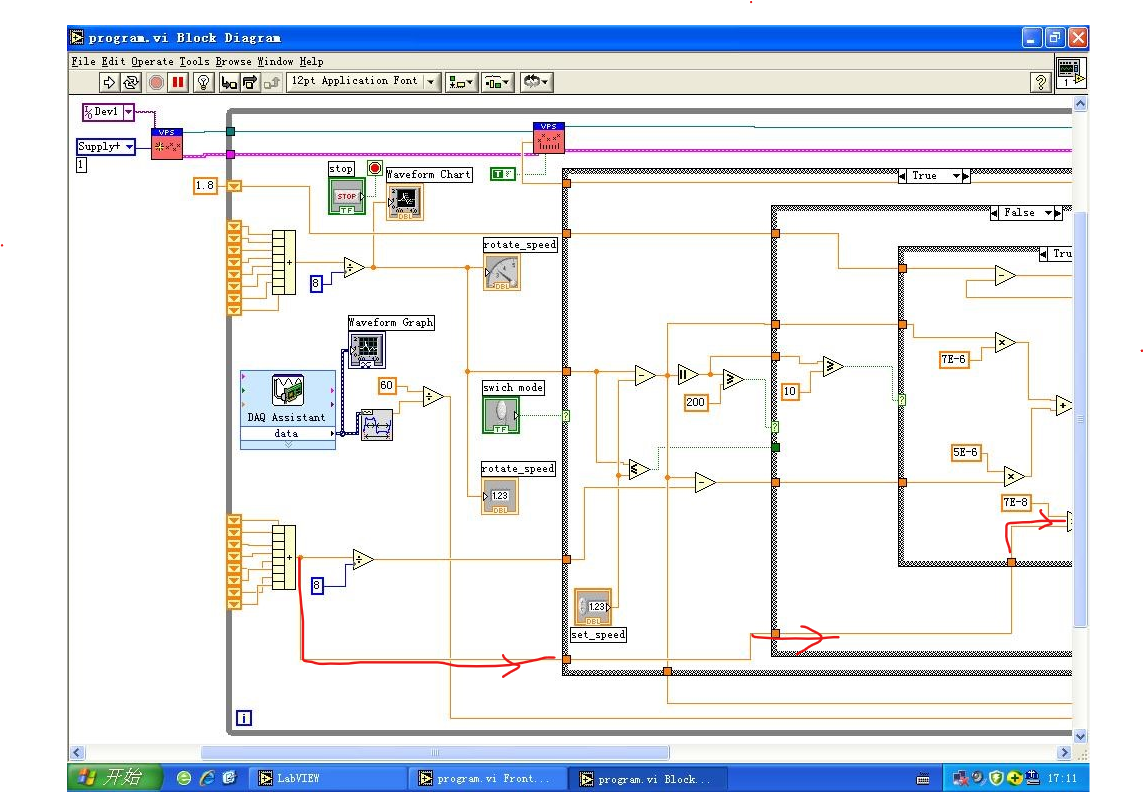 program.vi Block Diagram
File Edit Operate Tools Browse Window Help
12pt Application Font
?
1
Dev1
VPS
Supply+
1
VPS
T F
True
1.8
stop
STOP
TF
Waveform Chart
DBL
False
Tru
rotate_speed
DBL
+
÷
8
-
Waveform Graph
7E-6
×
DAQ Assistant
data
60
÷
swich mode
TF
-
200
≥
10
≥
?
?
?
+
rotate_speed
1.23
DBL
≤
-
5E-6
×
7E-8
+
÷
8
1.23
DBL
set_speed
i
开始
LabVIEW
program.vi Front...
program.vi Block...
17:11